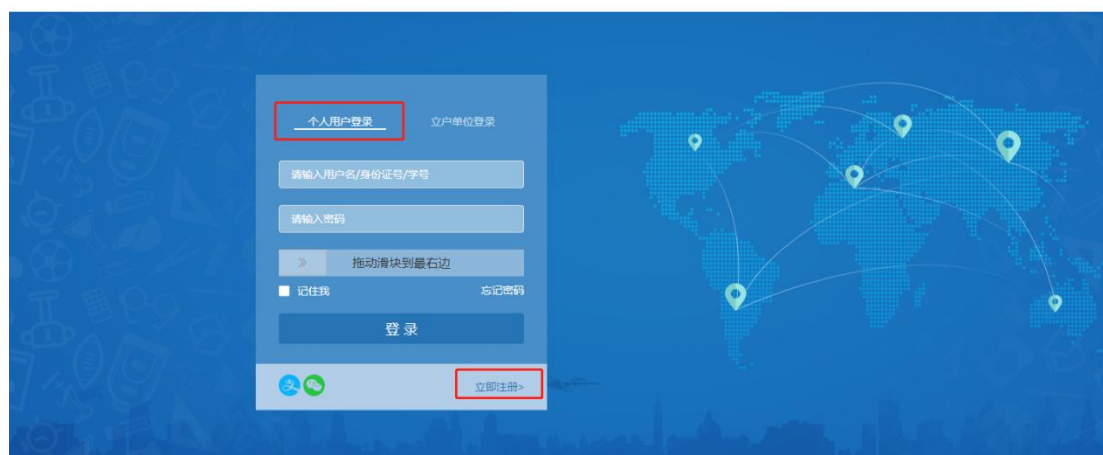 个人用户登录 立户单位登录
请输入用户名/身份证号/学号
请输入密码
拖动滑块到最右边
记住我 忘记密码
登 录
支
立即注册>